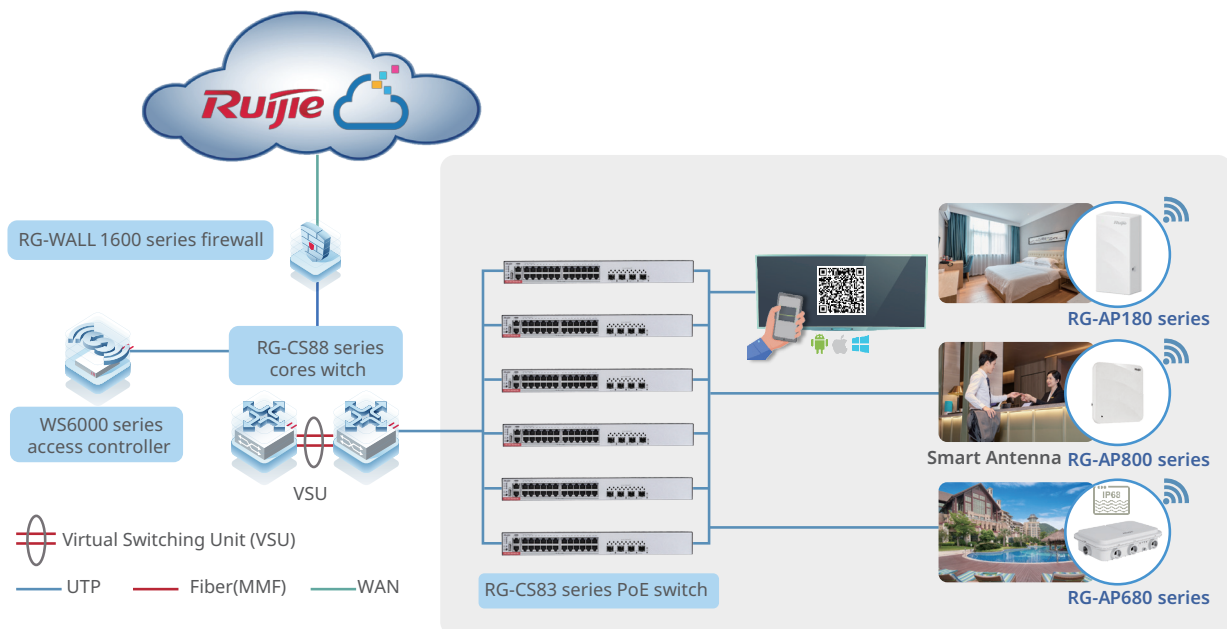 Ruijie
RG-WALL 1600 series firewall
RG-CS88 series
cores witch
WS6000 series
access controller
VSU
Virtual Switching Unit (VSU)
UTP
Fiber(MMF)
WAN
RG-CS83 series PoE switch
RG-AP180 series
Smart Antenna
RG-AP800 series
IP68
RG-AP680 series